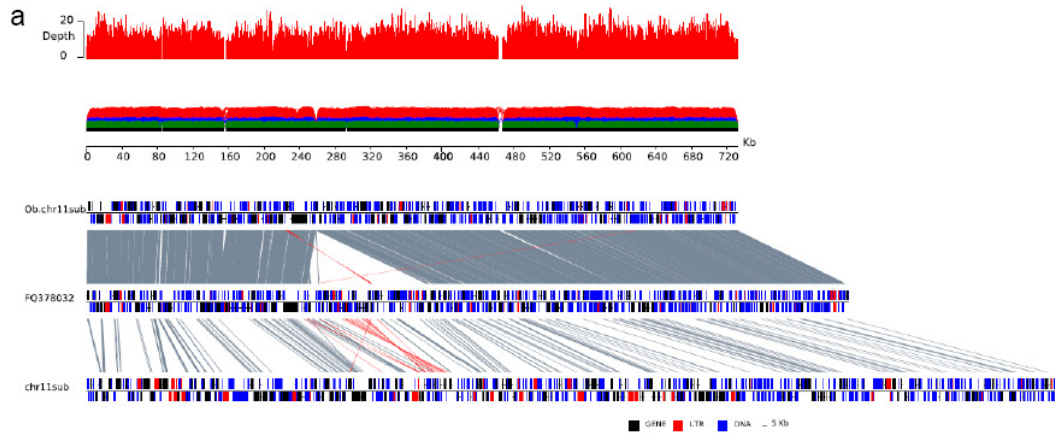 a
20
Depth
0
Kb
0 40 80 120 160 200 240 280 320 360 400 440 480 520 560 600 640 680 720
Ob.chr11sub
FQ378032
chr11sub
GENE LTR DNA 5 Kb